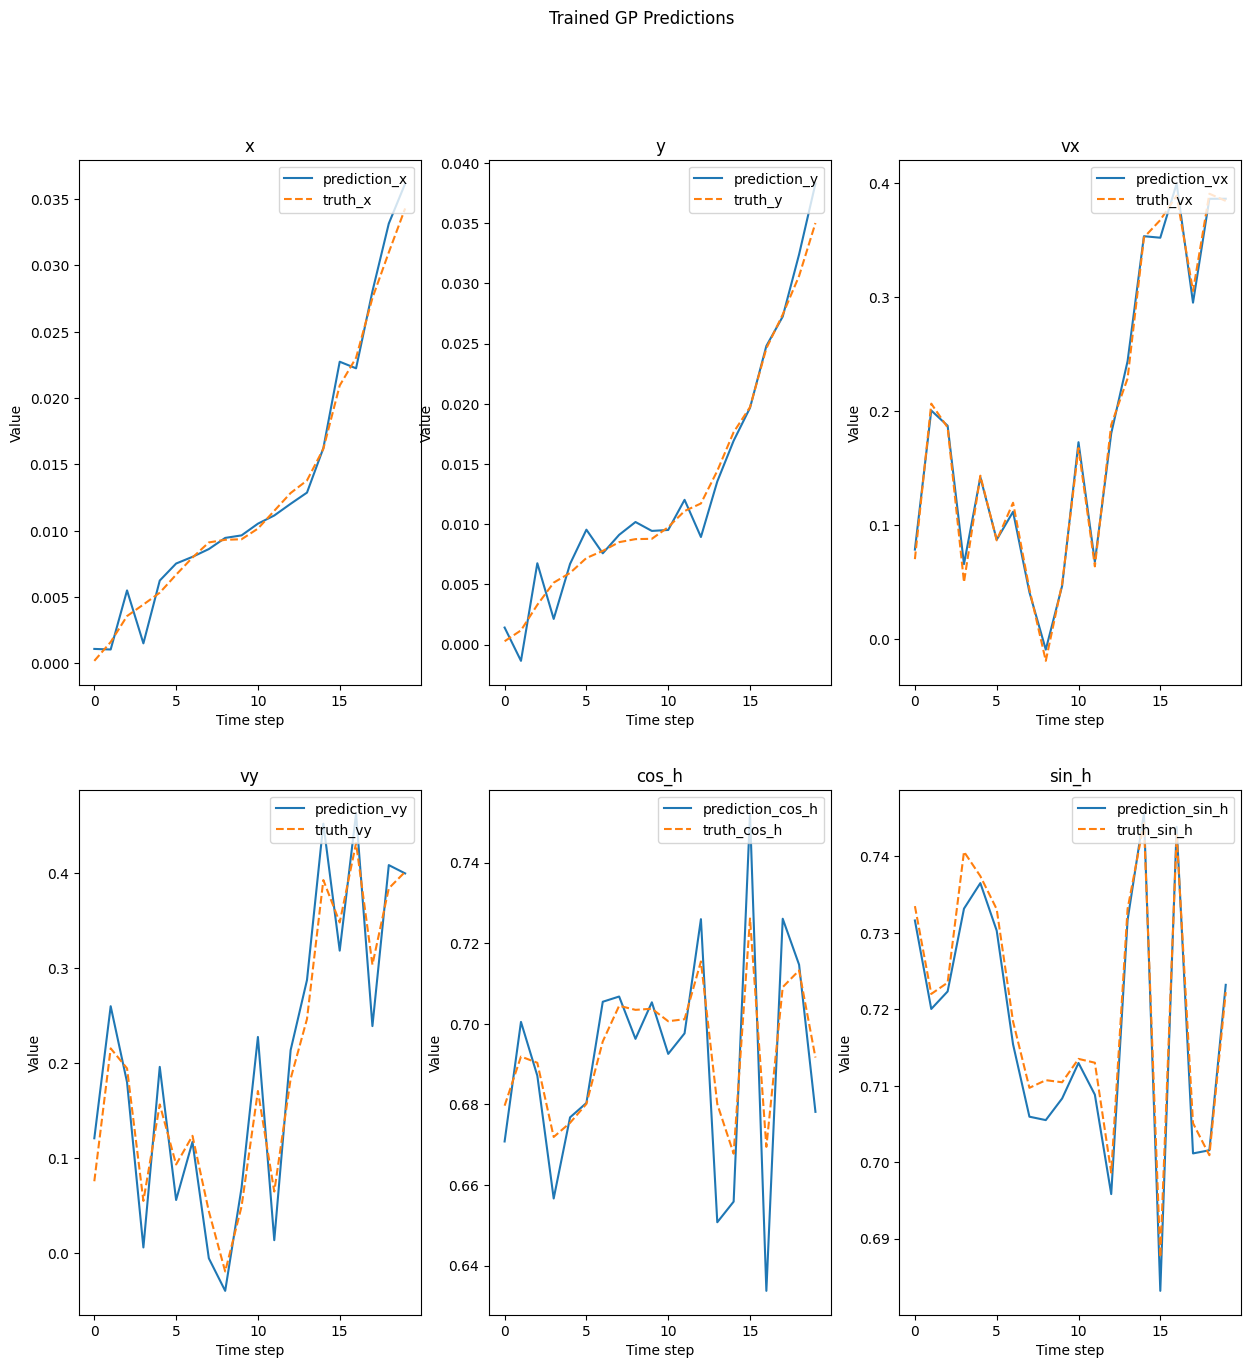 Trained GP Predictions
x
prediction_x
truth_x
0.035
0.030
0.025
0.020
0.015
0.010
0.005
0.000
Value
0 5 10 15
Time step
y
prediction_y
truth_y
0.040
0.035
0.030
0.025
0.020
0.015
0.010
0.005
0.000
Value
0 5 10 15
Time step
vx
prediction_vx
truth_vx
0.4
0.3
0.2
0.1
0.0
Value
0 5 10 15
Time step
vy
prediction_vy
truth_vy
0.4
0.3
0.2
0.1
0.0
Value
0 5 10 15
Time step
cos_h
prediction_cos_h
truth_cos_h
0.74
0.72
0.70
0.68
0.66
0.64
Value
0 5 10 15
Time step
sin_h
prediction_sin_h
truth_sin_h
0.74
0.73
0.72
0.71
0.70
0.69
Value
0 5 10 15
Time step